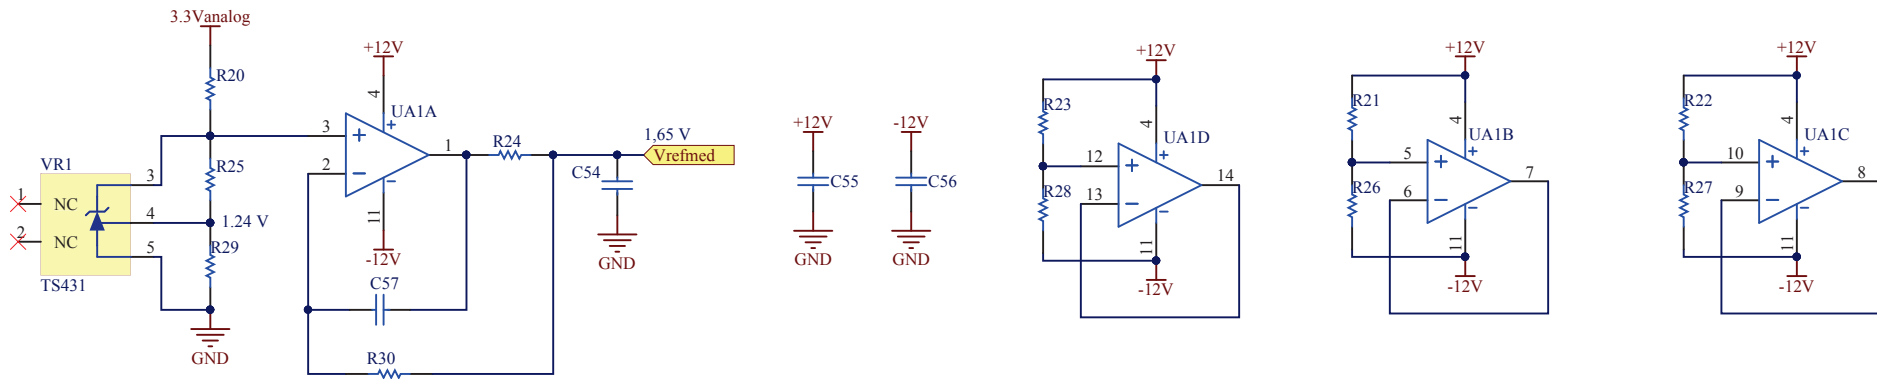 3.3Vanalog
R20
VR1
TS431
1
2
NC
NC
3
4
5
R25
1.24 V
R29
GND
+12V
4
UA1A
3
2
1
11
-12V
C57
R30
R24
1,65 V
Vrefmed
C54
GND
+12V
C55
GND
-12V
C56
GND
+12V
R23
4
UA1D
12
13
14
R28
11
-12V
+12V
R21
4
UA1B
5
6
7
R26
11
-12V
+12V
R22
4
UA1C
10
9
8
R27
11
-12V